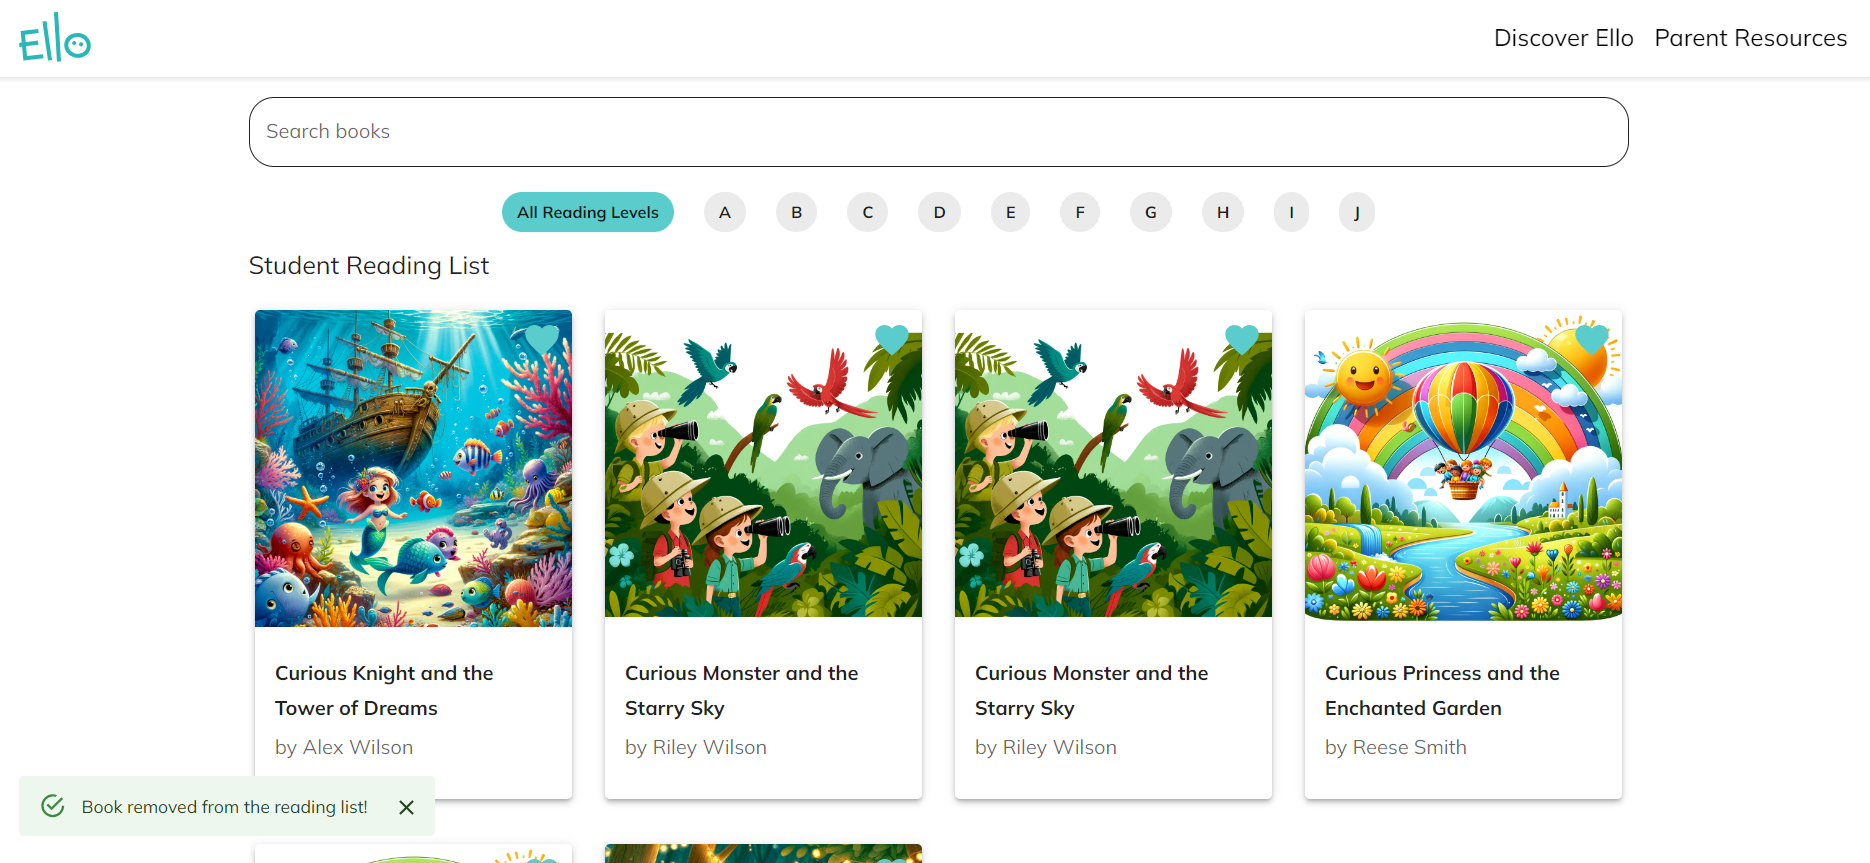 Ello
Discover Ello
Parent Resources
Search books
All Reading Levels
A
B
C
D
E
F
G
H
I
J
Student Reading List
Curious Knight and the
Tower of Dreams
by Alex Wilson
Curious Monster and the
Starry Sky
by Riley Wilson
Curious Monster and the
Starry Sky
by Riley Wilson
Curious Princess and the
Enchanted Garden
by Reese Smith
Book removed from the reading list!